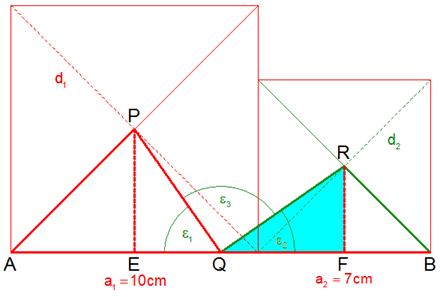 d₁
P
d₂
R
ε₃
ε₁
ε₂
A
E
Q
F
B
a₁ = 10cm
a₂ = 7cm